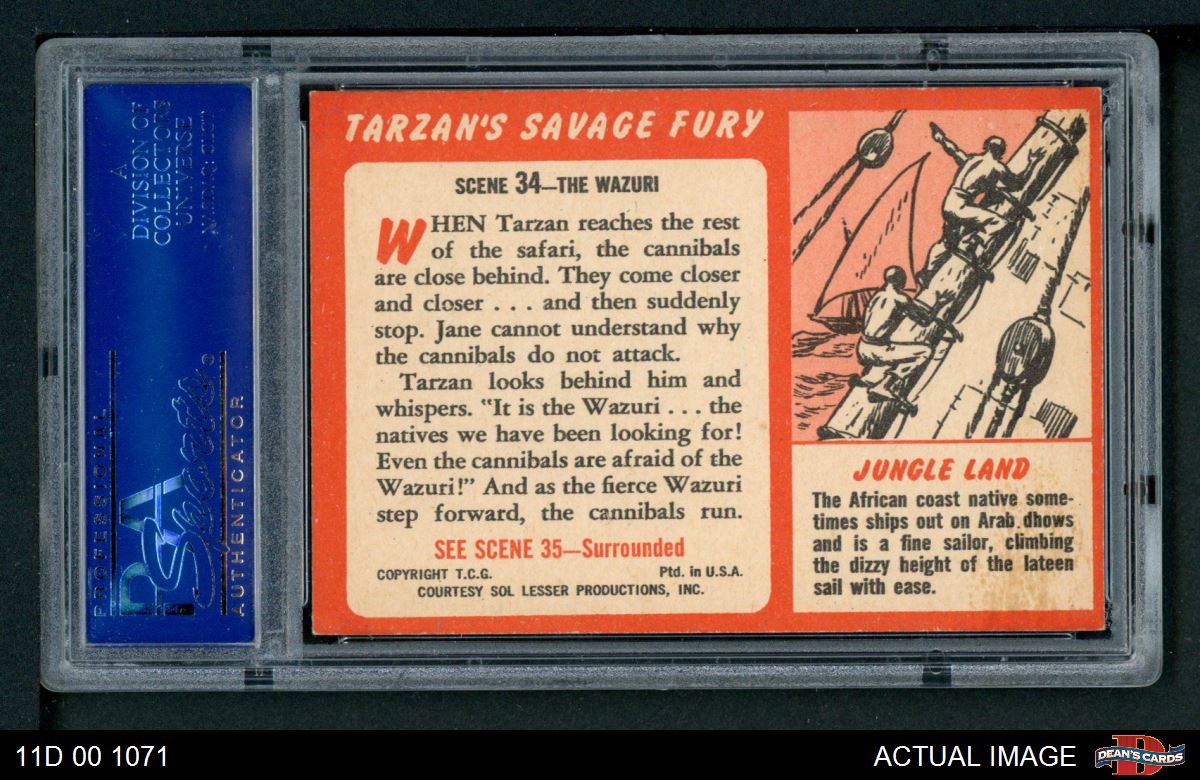 A
DIVISION OF
COLLECTORS
UNIVERSE
NASDAQ: CLCT
PROFESSIONAL
PSA
Sports
AUTHENTICATOR
TARZAN'S SAVAGE FURY
SCENE 34—THE WAZURI
WHEN Tarzan reaches the rest
of the safari, the cannibals
are close behind. They come closer
and closer . . . and then suddenly
stop. Jane cannot understand why
the cannibals do not attack.
Tarzan looks behind him and
whispers. "It is the Wazuri . . . the
natives we have been looking for!
Even the cannibals are afraid of the
Wazuri!" And as the fierce Wazuri
step forward, the cannibals run.
SEE SCENE 35—Surrounded
COPYRIGHT T.C.G. Ptd. in U.S.A.
COURTESY SOL LESSER PRODUCTIONS, INC.
JUNGLE LAND
The African coast native some-
times ships out on Arab dhows
and is a fine sailor, climbing
the dizzy height of the lateen
sail with ease.
11D 00 1071
ACTUAL IMAGE
DEAN'S CARDS